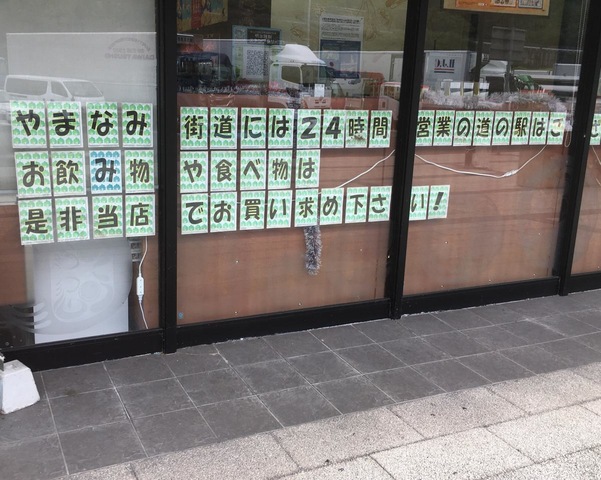 やまなみ街道には24時間営業の道の駅はここ
お飲み物や食べ物は
是非当店でお買い求め下さい!